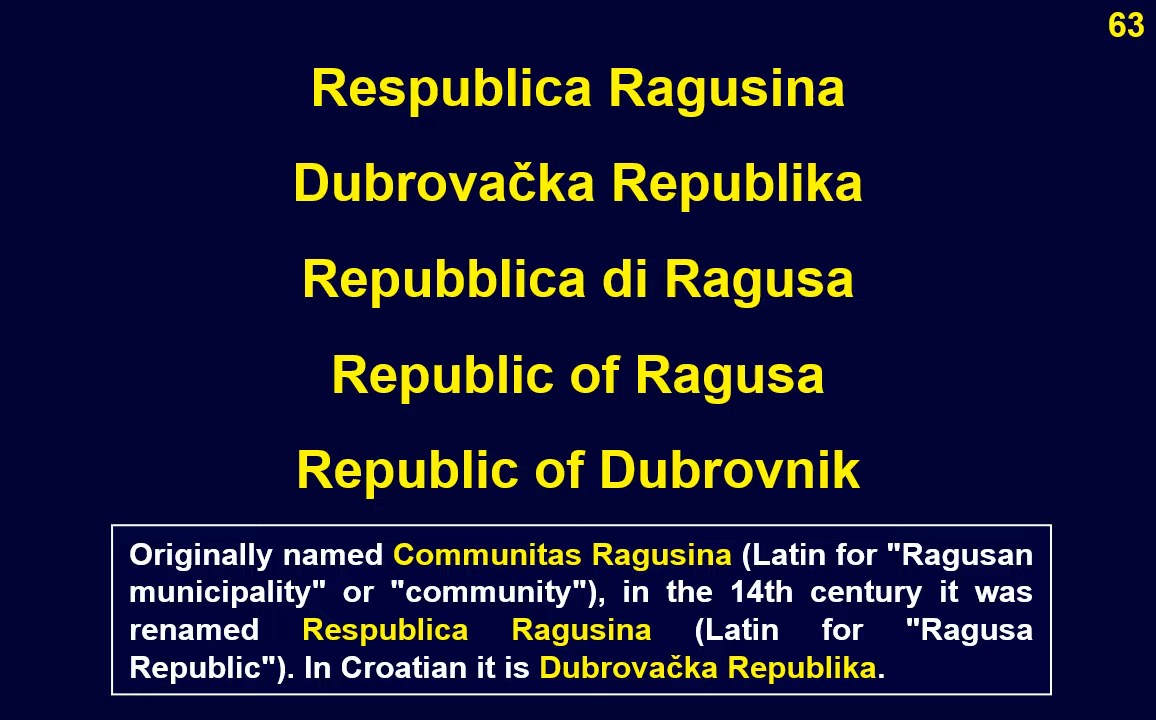 63
Respublica Ragusina
Dubrovačka Republika
Repubblica di Ragusa
Republic of Ragusa
Republic of Dubrovnik
Originally named Communitas Ragusina (Latin for "Ragusan
municipality" or "community"), in the 14th century it was
renamed Respublica Ragusina (Latin for "Ragusa
Republic"). In Croatian it is Dubrovačka Republika.